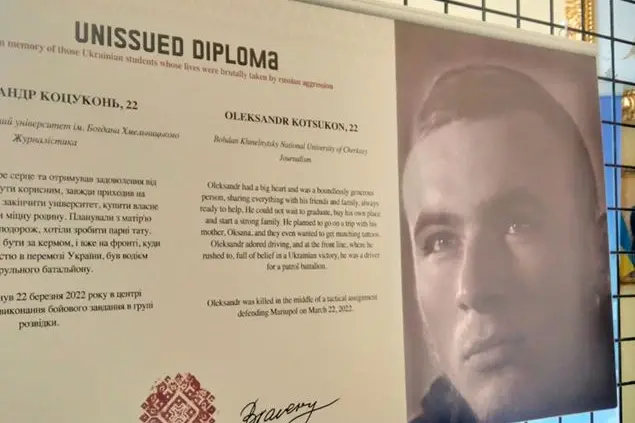 UNISSUED DIPLOMA
memory of those Ukrainian students whose lives were brutally taken by russian aggression
АНДР КОЦУКОНЬ, 22
університет ім. Богдана Хмельницького
Журналістика
ре серце та отримував задоволення від
ути корисним, завжди приходив на
закінчити університет, купити власне
и міцну родину. Планували з матір'ю
подорож, хотіли зробити парні тату.
бути за кермом, і вже на фронті, куди
істю в перемозі України, був водієм
рульного батальйону.
нув 22 березня 2022 року в центрі
виконання бойового завдання в групі
розвідки.
OLEKSANDR KOTSUKON, 22
Bohdan Khmelnytsky National University of Cherkasy
Journalism
Oleksandr had a big heart and was a boundlessly generous
person, sharing everything with his friends and family, always
ready to help. He could not wait to graduate, buy his own place
and start a strong family. He planned to go on a trip with his
mother, Oksana, and they even wanted to get matching tattoos.
Oleksandr adored driving, and at the front line, where he
rushed to, full of belief in a Ukrainian victory, he was a driver
for a patrol battalion.
Oleksandr was killed in the middle of a tactical assignment
defending Mariupol on March 22, 2022.
Bravery